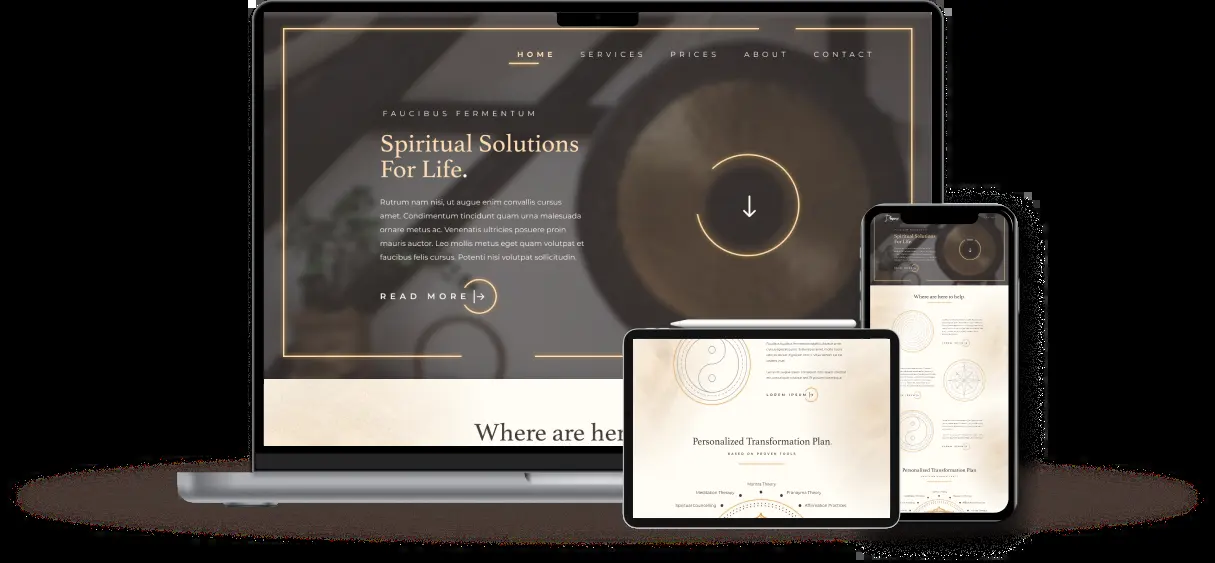 HOME SERVICES PRICES ABOUT CONTACT
FAUCIBUS FERMENTUM
Spiritual Solutions
For Life.
Rutrum nam nisi, ut augue enim convallis cursus
amet. Condimentum tincidunt quam urna malesuada
ornare metus ac. Venenatis ultricies posuere proin
mauris auctor. Leo mollis metus eget quam volutpat et
faucibus felis cursus. Potenti nisi volutpat sollicitudin.
READ MORE
Where are her
LOREM IPSUM
Personalized Transformation Plan.
BASED ON PROVEN TOOLS
Mantra Theory
Meditation Therapy
Pranayma Theory
Spiritual Counselling
Affirmation Practices
Spiritual Solutions
For Life
Where are here to help
Personalized Transformation Plan